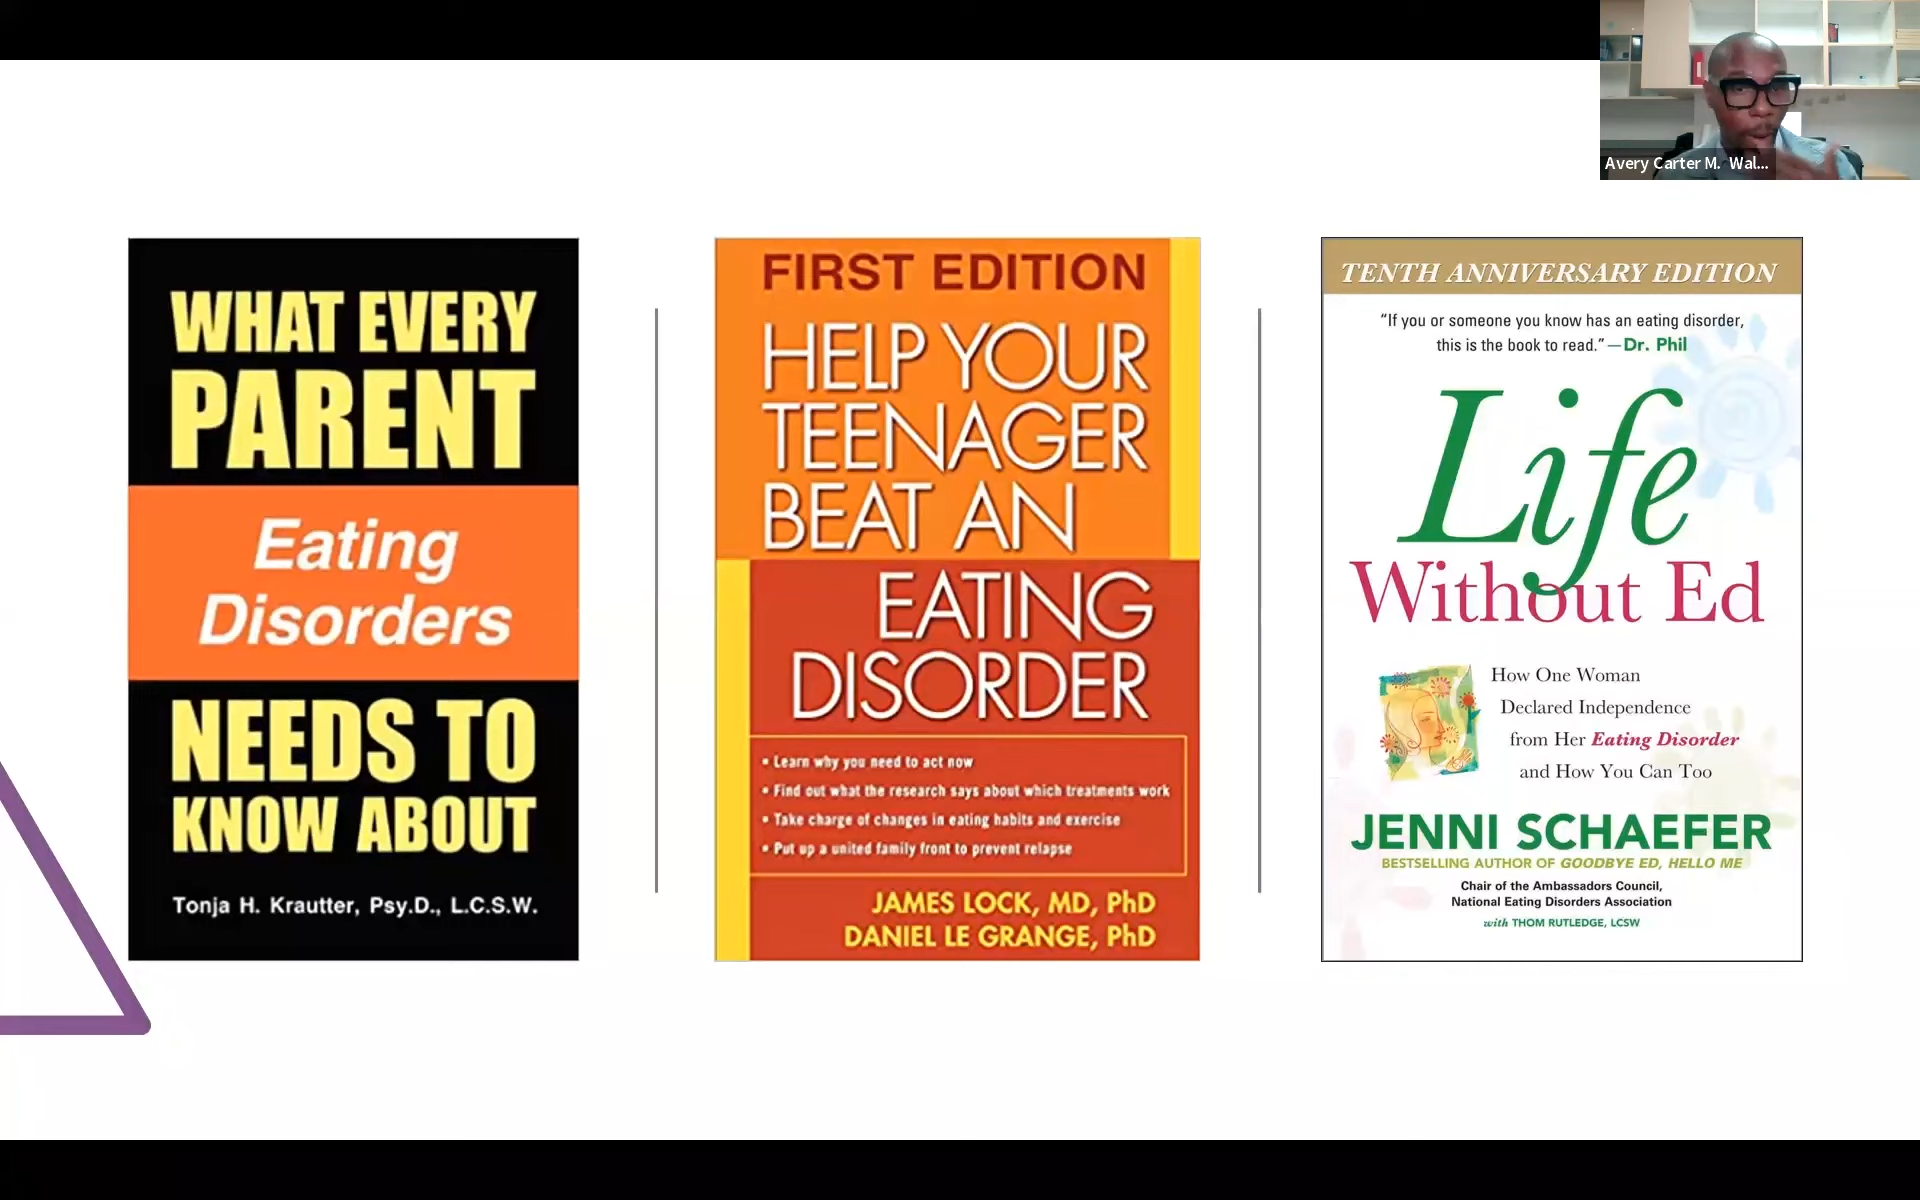 Avery Carter M. Wal...
WHAT EVERY
PARENT
Eating
Disorders
NEEDS TO
KNOW ABOUT
Tonja H. Krautter, Psy.D., L.C.S.W.
FIRST EDITION
HELP YOUR
TEENAGER
BEAT AN
EATING
DISORDER
• Learn why you need to act now
• Find out what the research says about which treatments work
• Take charge of changes in eating habits and exercise
• Put up a united family front to prevent relapse
JAMES LOCK, MD, PhD
DANIEL LE GRANGE, PhD
TENTH ANNIVERSARY EDITION
“If you or someone you know has an eating disorder,
this is the book to read.” —Dr. Phil
Life
Without Ed
How One Woman
Declared Independence
from Her Eating Disorder
and How You Can Too
JENNI SCHAEFER
BESTSELLING AUTHOR OF GOODBYE ED, HELLO ME
Chair of the Ambassadors Council,
National Eating Disorders Association
with THOM RUTLEDGE, LCSW